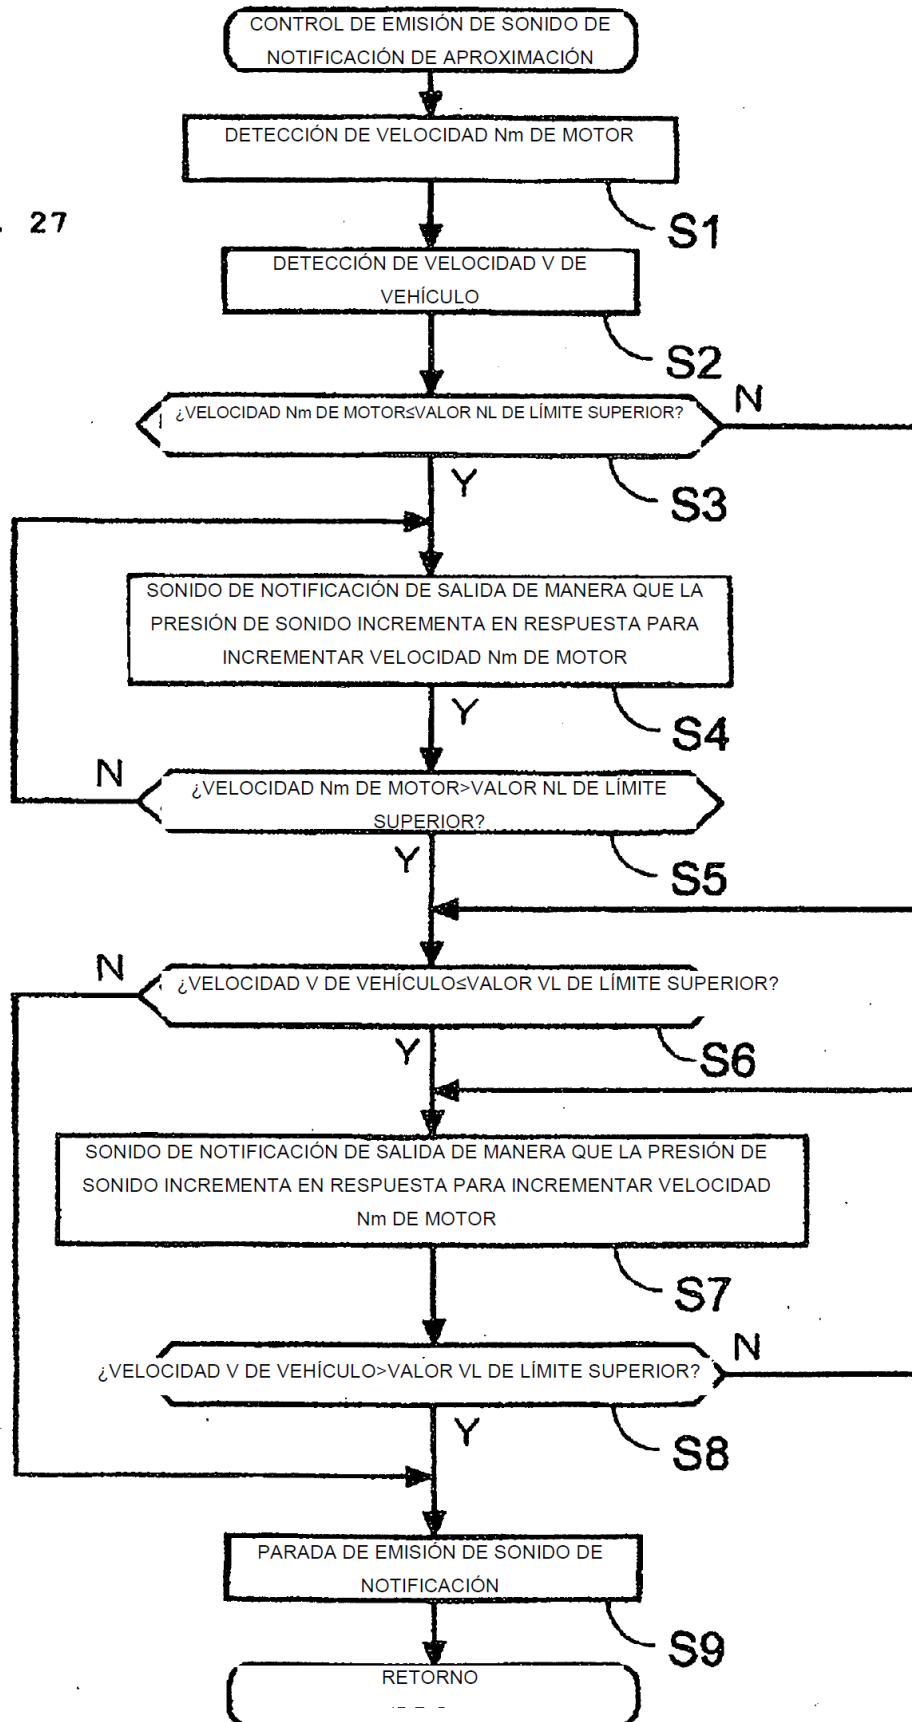 CONTROL DE EMISIÓN DE SONIDO DE
NOTIFICACIÓN DE APROXIMACIÓN
DETECCIÓN DE VELOCIDAD Nm DE MOTOR
S1
. 27
DETECCIÓN DE VELOCIDAD V DE
VEHÍCULO
S2
¿VELOCIDAD Nm DE MOTOR≤VALOR NL DE LÍMITE SUPERIOR?
N
Y
S3
SONIDO DE NOTIFICACIÓN DE SALIDA DE MANERA QUE LA
PRESIÓN DE SONIDO INCREMENTA EN RESPUESTA PARA
INCREMENTAR VELOCIDAD Nm DE MOTOR
Y
S4
N
¿VELOCIDAD Nm DE MOTOR>VALOR NL DE LÍMITE
SUPERIOR?
Y
S5
N
¿VELOCIDAD V DE VEHÍCULO≤VALOR VL DE LÍMITE SUPERIOR?
Y
S6
SONIDO DE NOTIFICACIÓN DE SALIDA DE MANERA QUE LA PRESIÓN DE
SONIDO INCREMENTA EN RESPUESTA PARA INCREMENTAR VELOCIDAD
Nm DE MOTOR
S7
N
¿VELOCIDAD V DE VEHÍCULO>VALOR VL DE LÍMITE SUPERIOR?
Y
S8
PARADA DE EMISIÓN DE SONIDO DE
NOTIFICACIÓN
S9
RETORNO